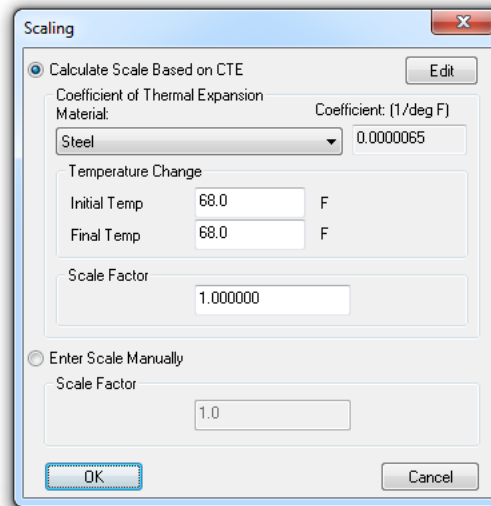 Scaling
Calculate Scale Based on CTE
Edit
Coefficient of Thermal Expansion
Material:
Coefficient: (1/deg F)
Steel
0.0000065
Temperature Change
Initial Temp
68.0
F
Final Temp
68.0
F
Scale Factor
1.000000
Enter Scale Manually
Scale Factor
1.0
OK
Cancel